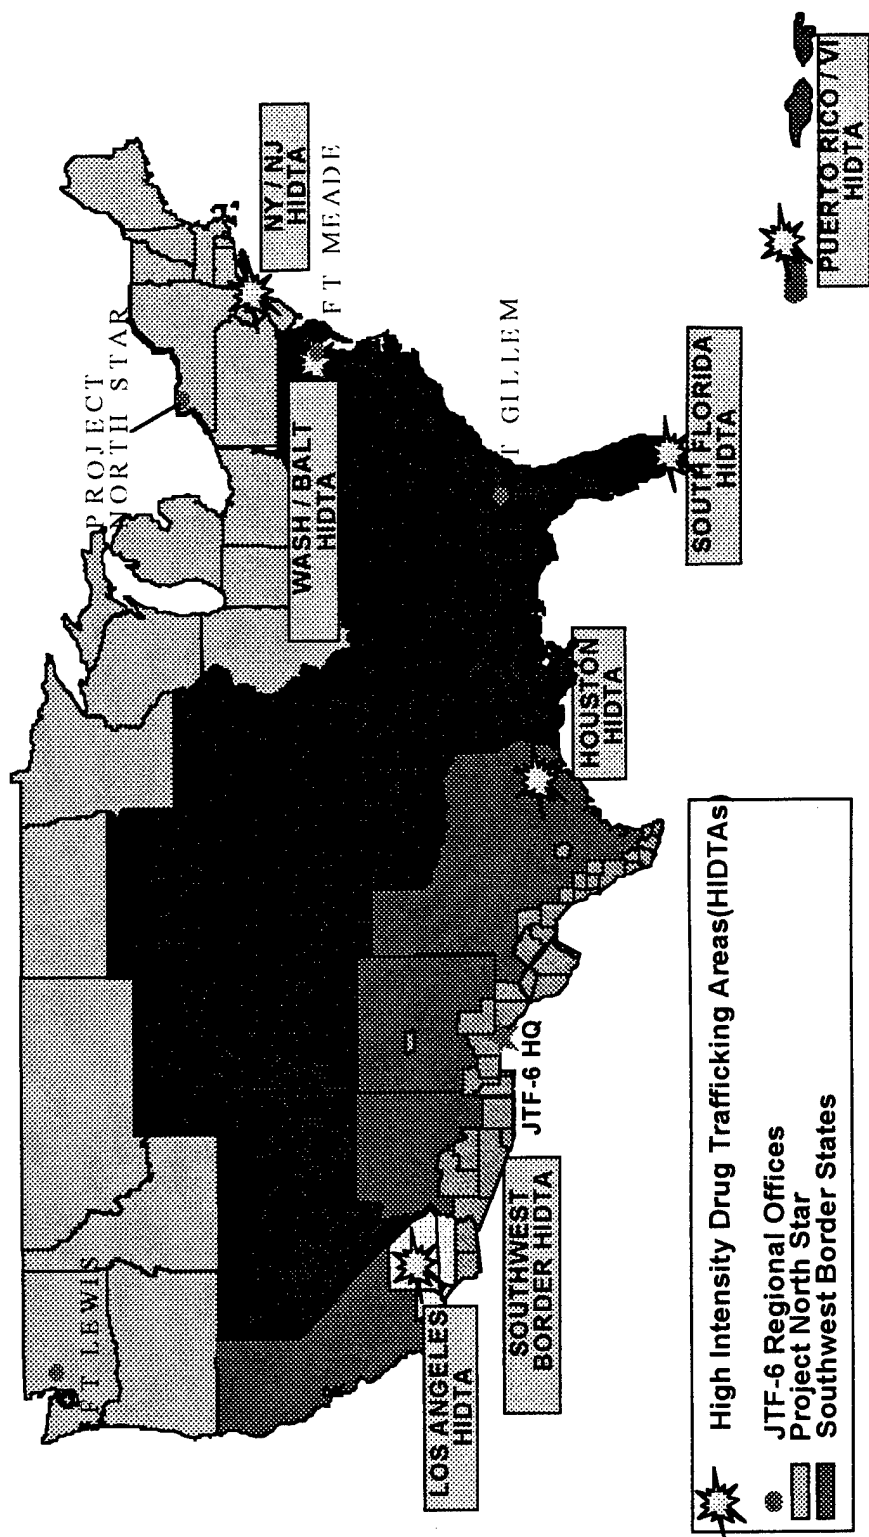 PROJECT
NORTH STAR
NY / NJ
HIDTA
FT MEADE
WASH / BALT
HIDTA
FT LEWIS
T GILLEM
LOS ANGELES
HIDTA
SOUTHWEST
BORDER HIDTA
JTF-6 HQ
HOUSTON
HIDTA
SOUTH FLORIDA
HIDTA
PUERTO RICO / VI
HIDTA
High Intensity Drug Trafficking Areas(HIDTAs)
JTF-6 Regional Offices
Project North Star
Southwest Border States